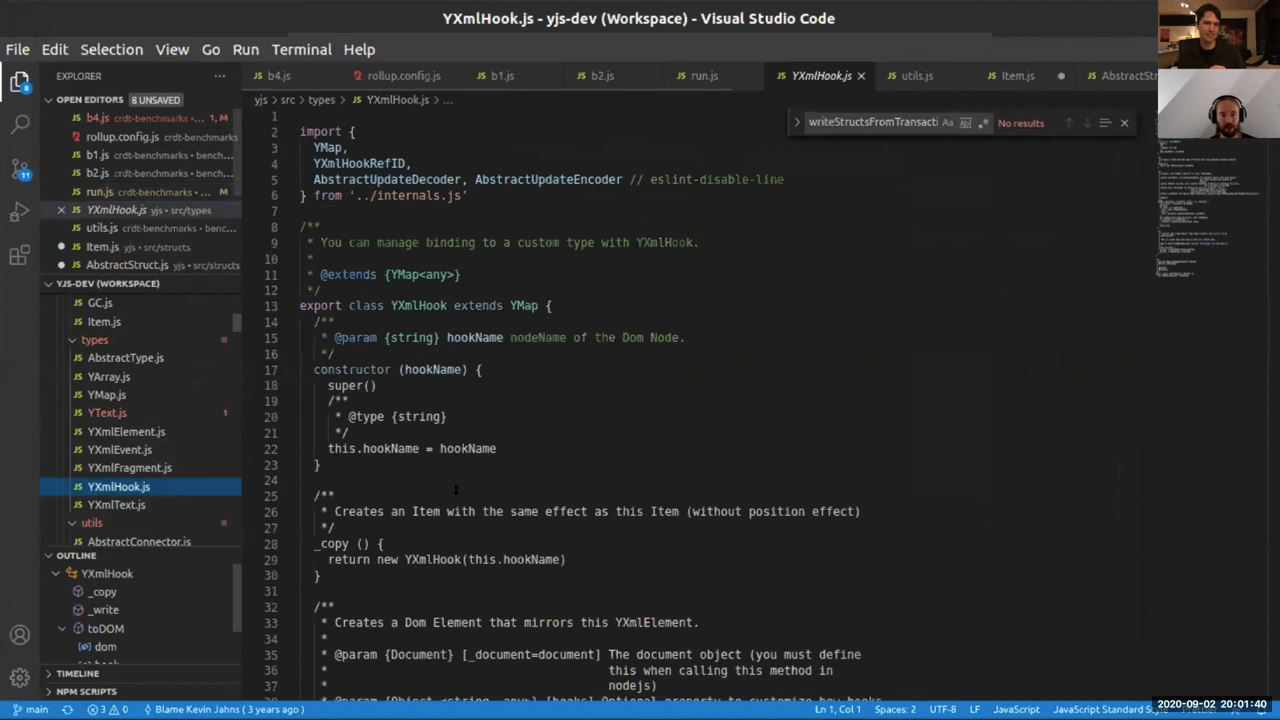 YXmlHook.js - yjs-dev (Workspace) - Visual Studio Code
File Edit Selection View Go Run Terminal Help
EXPLORER ...
OPEN EDITORS 8 UNSAVED
b4.js crdt-benchmarks • ... 1, M
rollup.config.js crdt-benchmarks
b1.js crdt-benchmarks • bench...
b2.js crdt-benchmarks • bench...
run.js crdt-benchmarks ... M
YXmlHook.js yjs • src/types
utils.js crdt-benchmarks • benc...
Item.js yjs • src/structs
AbstractStruct.js yjs • src/structs
YJS-DEV (WORKSPACE)
GC.js
Item.js
types
AbstractType.js
YArray.js
YMap.js
YText.js 1
YXmlElement.js
YXmlEvent.js
YXmlFragment.js
YXmlHook.js
YXmlText.js
utils
AbstractConnector.js
OUTLINE
YXmlHook
_copy
_write
toDOM
dom
TIMELINE
NPM SCRIPTS
8
11
b4.js rollup.config.js b1.js b2.js run.js YXmlHook.js utils.js Item.js AbstractStr
yjs > src > types > YXmlHook.js > ...
writeStructsFromTransacti Aa No results
1
2 import {
3 YMap,
4 YXmlHookRefID,
5 AbstractUpdateDecoder, AbstractUpdateEncoder // eslint-disable-line
6 } from '../internals.js'
7
8 /**
9 * You can manage binding to a custom type with YXmlHook.
10 *
11 * @extends {YMap<any>}
12 */
13 export class YXmlHook extends YMap {
14 /**
15 * @param {string} hookName nodeName of the Dom Node.
16 */
17 constructor (hookName) {
18 super()
19 /**
20 * @type {string}
21 */
22 this.hookName = hookName
23 }
24
25 /**
26 * Creates an Item with the same effect as this Item (without position effect)
27 */
28 _copy () {
29 return new YXmlHook(this.hookName)
30 }
31
32 /**
33 * Creates a Dom Element that mirrors this YXmlElement.
34 *
35 * @param {Document} [_document=document] The document object (you must define
36 * this when calling this method in
37 * nodejs)
main 3 0 Blame Kevin Jahns ( 3 years ago ) Ln 1, Col 1 Spaces: 2 UTF-8 LF JavaScript JavaScript Standard
2020-09-02 20:01:40